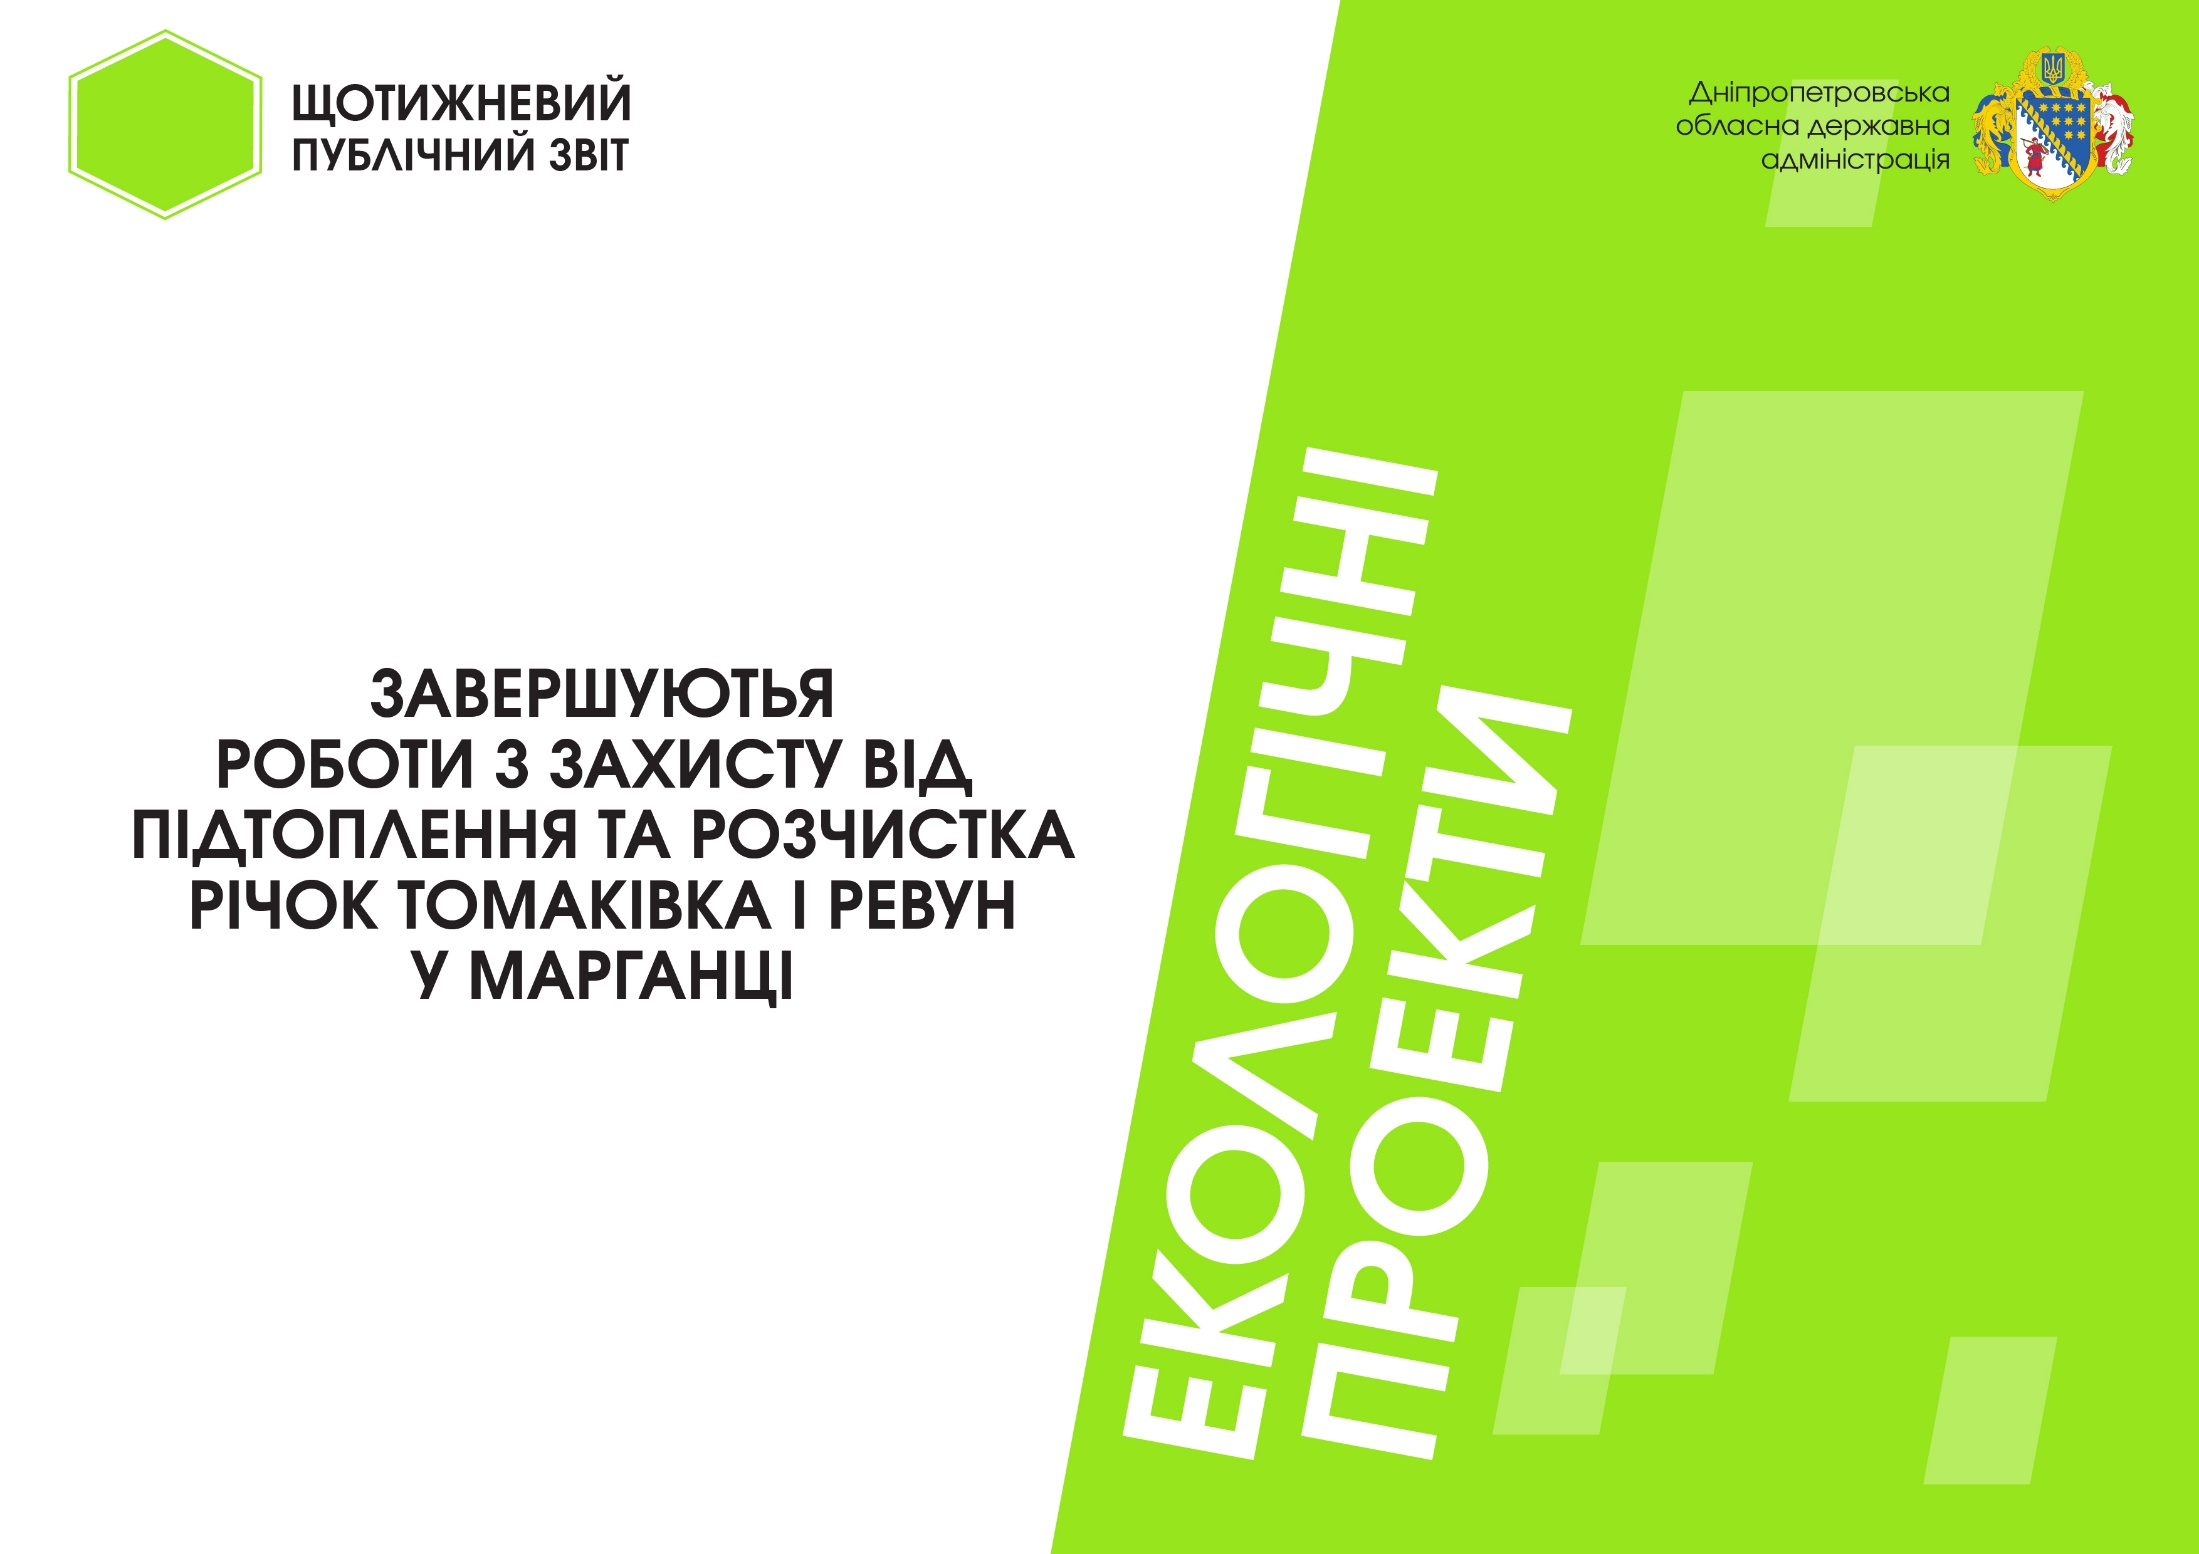 ЩОТИЖНЕВИЙ
ПУБЛІЧНИЙ ЗВІТ
Дніпропетровська
обласна державна
адміністрація
ЗАВЕРШУЮТЬЯ
РОБОТИ З ЗАХИСТУ ВІД
ПІДТОПЛЕННЯ ТА РОЗЧИСТКА
РІЧОК ТОМАКІВКА І РЕВУН
У МАРГАНЦІ
ЕКОЛОГІЧНІ
ПРОЕКТИ